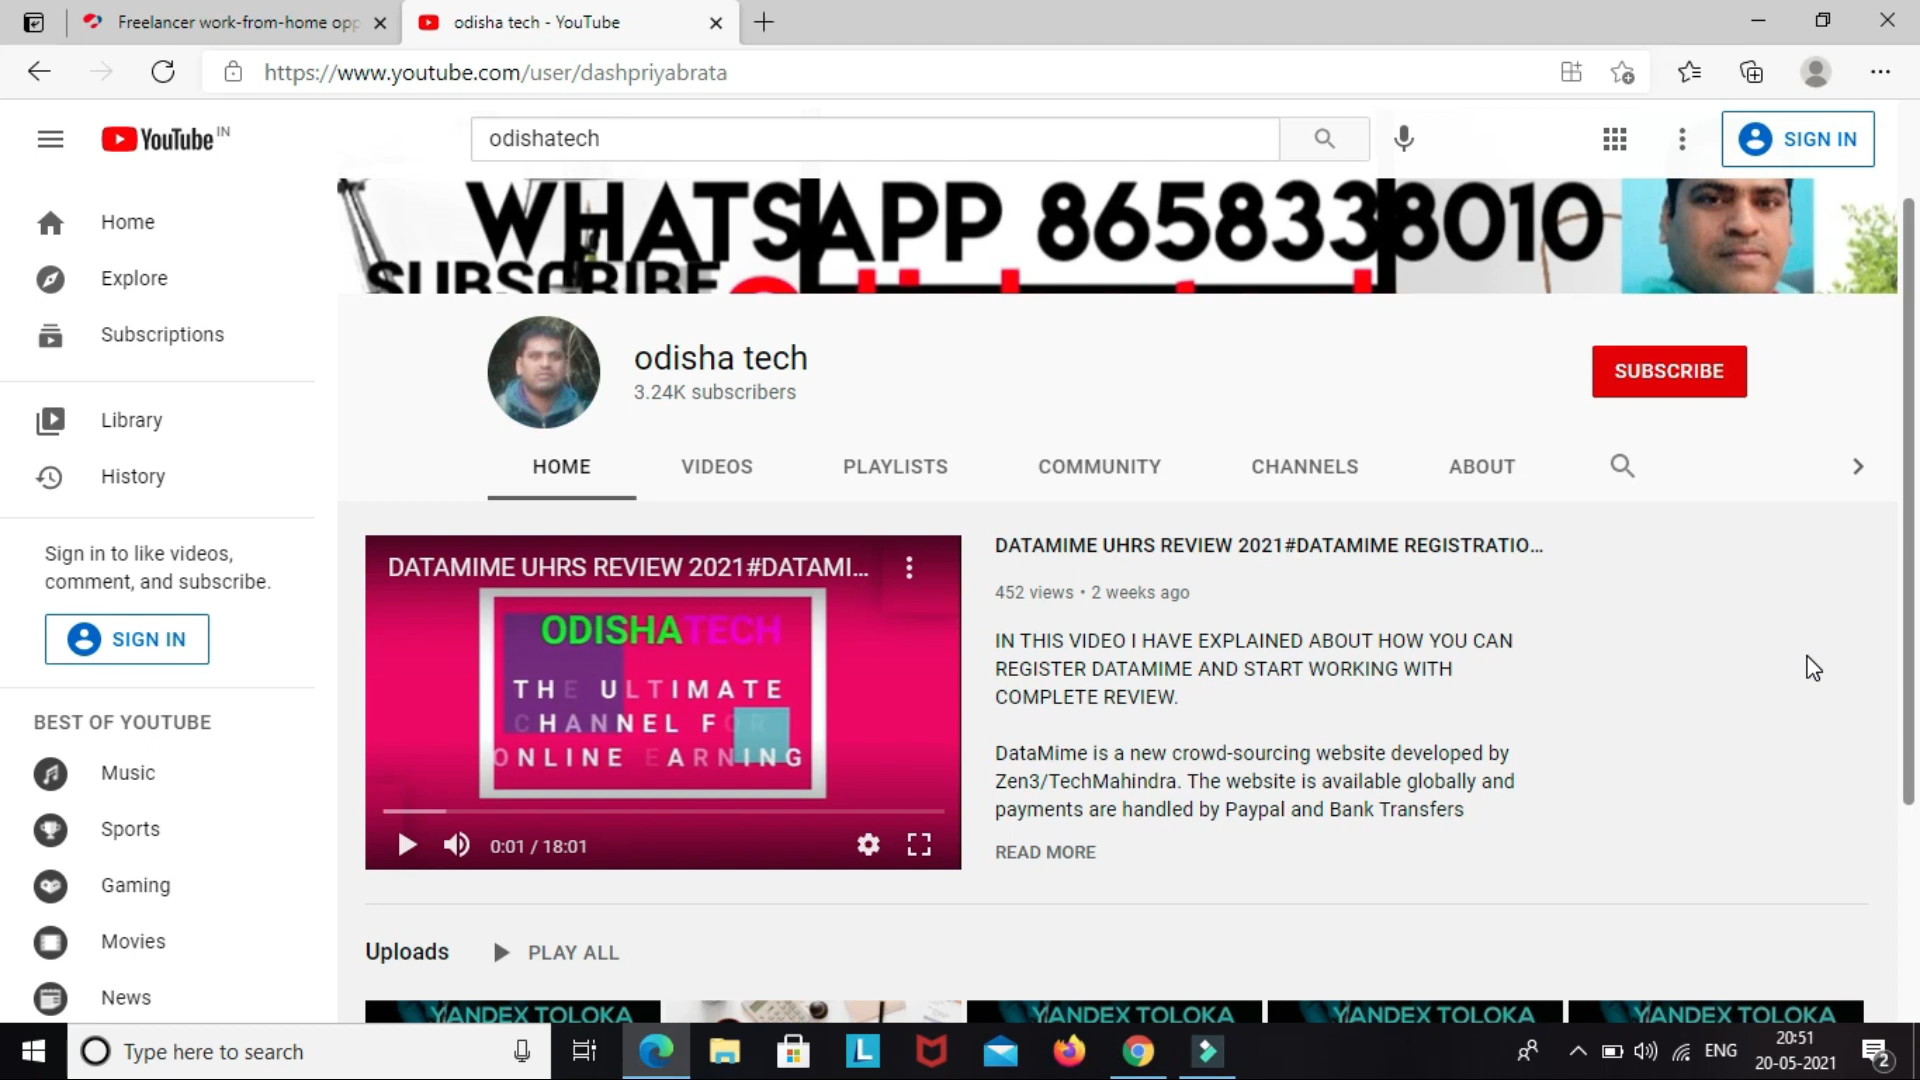 Freelancer work-from-home opp
odisha tech - YouTube
https://www.youtube.com/user/dashpriyabrata
YouTube IN
odishatech
SIGN IN
WHATSAPP 8658338010
SUBSCRIBE
Home
Explore
Subscriptions
Library
History
Sign in to like videos,
comment, and subscribe.
SIGN IN
BEST OF YOUTUBE
Music
Sports
Gaming
Movies
News
odisha tech
3.24K subscribers
SUBSCRIBE
HOME
VIDEOS
PLAYLISTS
COMMUNITY
CHANNELS
ABOUT
DATAMIME UHRS REVIEW 2021#DATAMI...
ODISHATECH
THE ULTIMATE
CHANNEL FOR
ONLINE EARNING
0:01 / 18:01
DATAMIME UHRS REVIEW 2021#DATAMIME REGISTRATIO...
452 views • 2 weeks ago
IN THIS VIDEO I HAVE EXPLAINED ABOUT HOW YOU CAN
REGISTER DATAMIME AND START WORKING WITH
COMPLETE REVIEW.
DataMime is a new crowd-sourcing website developed by
Zen3/TechMahindra. The website is available globally and
payments are handled by Paypal and Bank Transfers
READ MORE
Uploads
PLAY ALL
YANDEX TOLOKA
YANDEX TOLOKA
YANDEX TOLOKA
YANDEX TOLOKA
Type here to search
L
ENG
20:51
20-05-2021
2